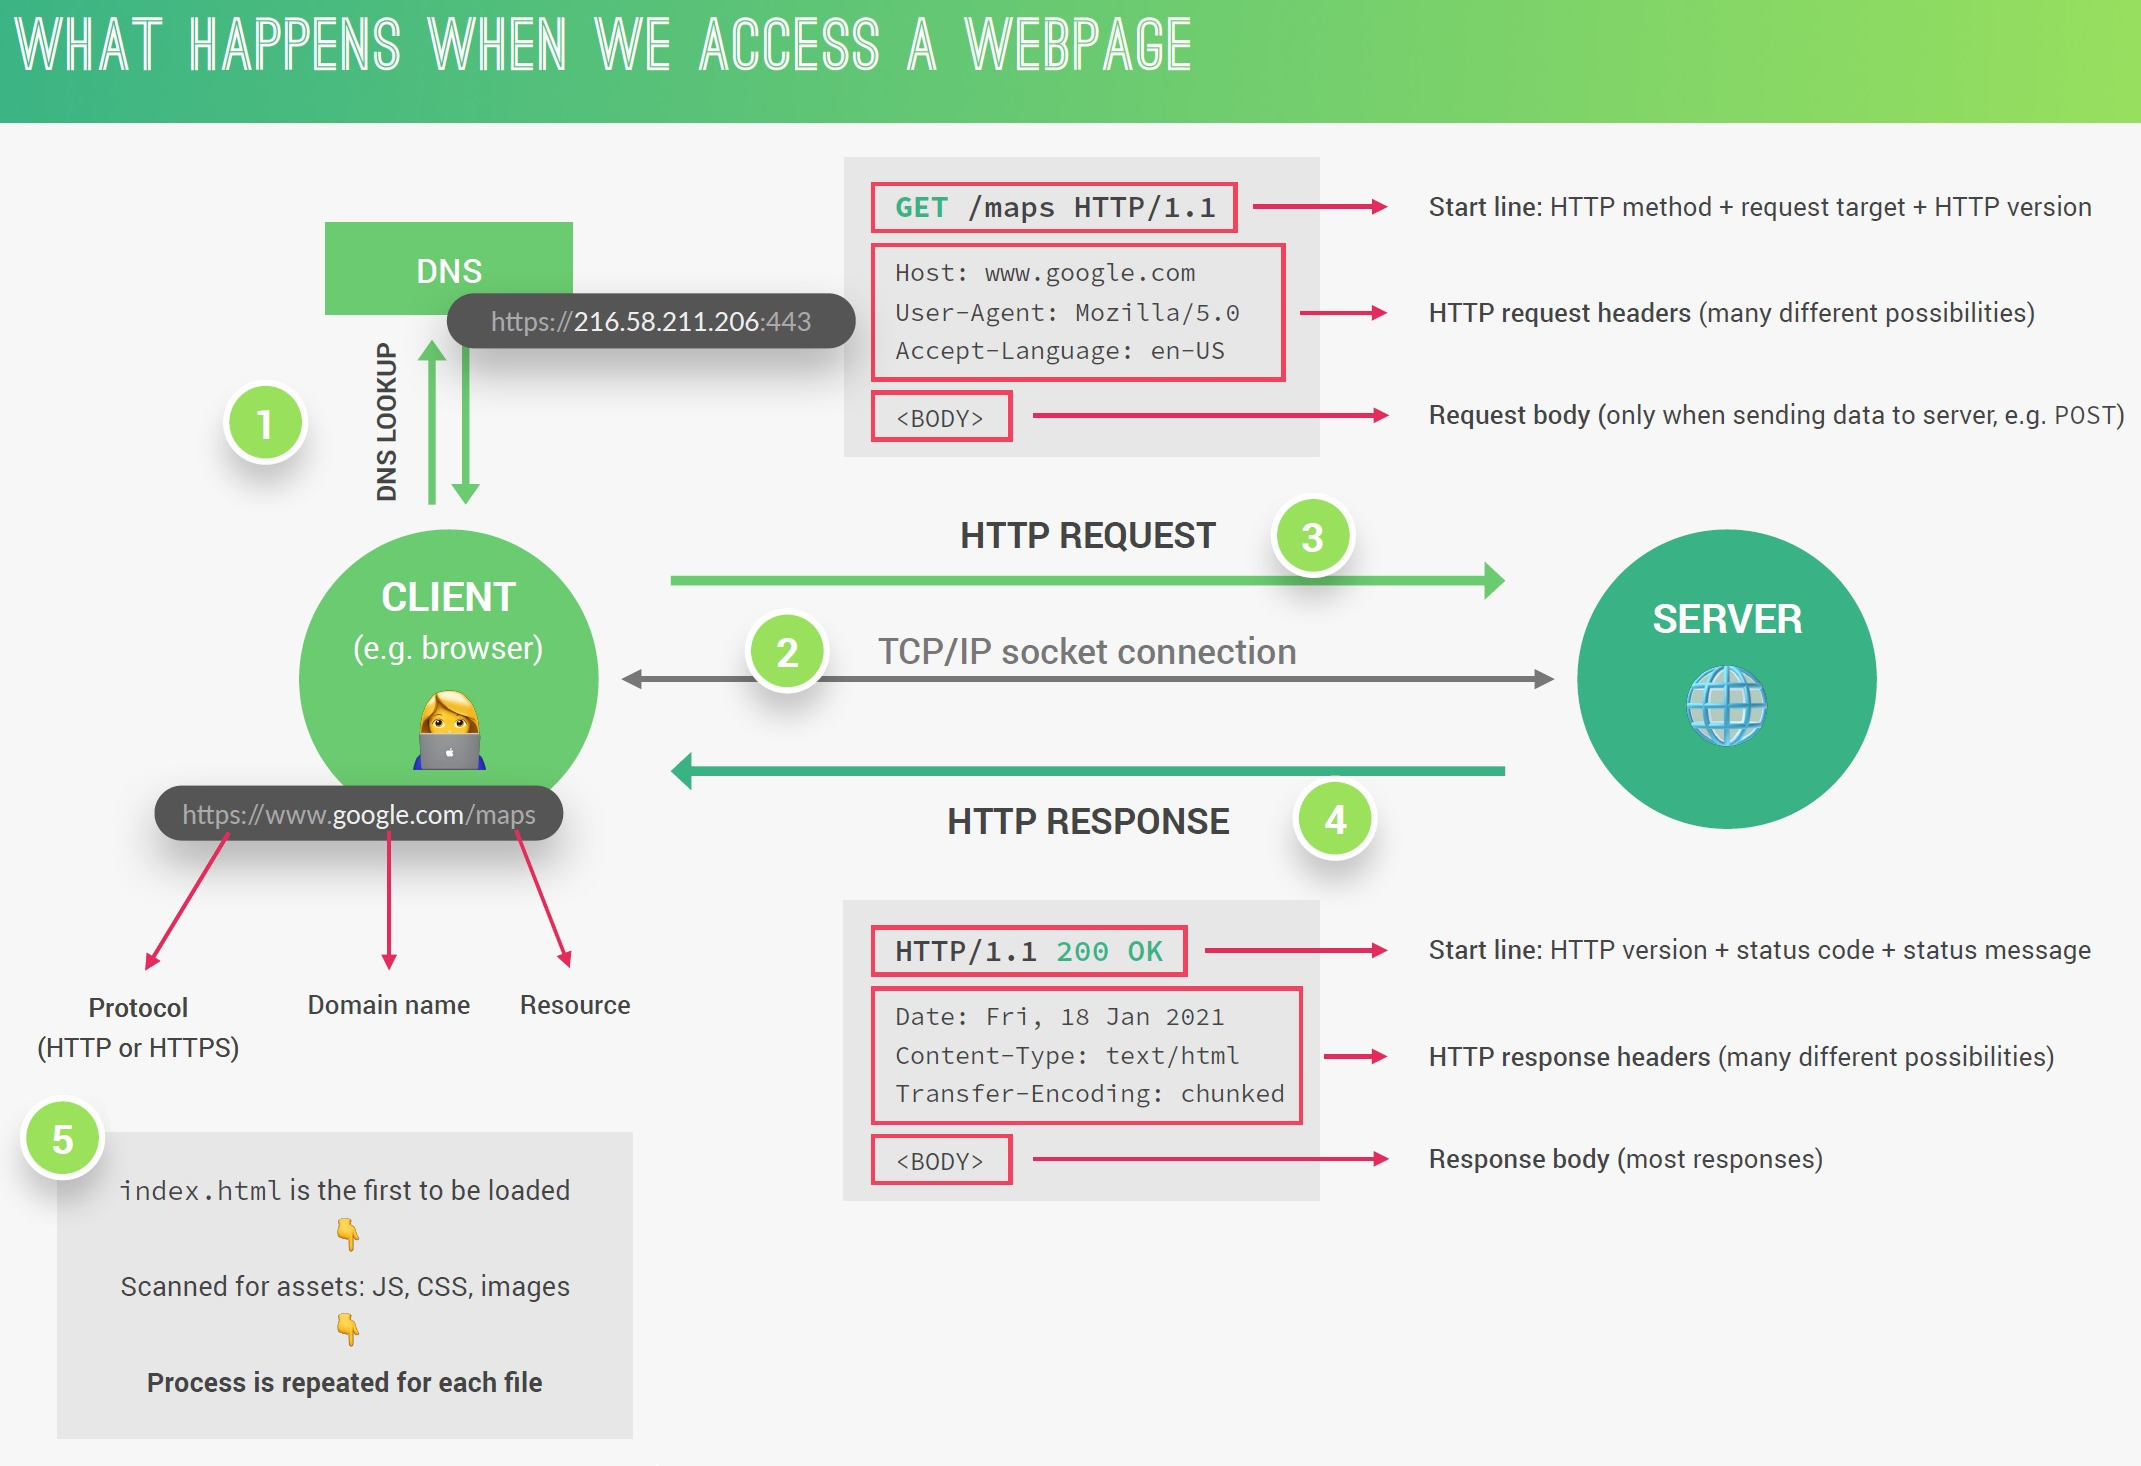 WHAT HAPPENS WHEN WE ACCESS A WEBPAGE
DNS
https://216.58.211.206:443
DNS LOOKUP
1
GET /maps HTTP/1.1
Start line: HTTP method + request target + HTTP version
Host: www.google.com
User-Agent: Mozilla/5.0
Accept-Language: en-US
HTTP request headers (many different possibilities)
<BODY>
Request body (only when sending data to server, e.g. POST)
HTTP REQUEST
3
CLIENT
(e.g. browser)
2
TCP/IP socket connection
SERVER
HTTP RESPONSE
4
https://www.google.com/maps
Protocol
(HTTP or HTTPS)
Domain name
Resource
HTTP/1.1 200 OK
Start line: HTTP version + status code + status message
Date: Fri, 18 Jan 2021
Content-Type: text/html
Transfer-Encoding: chunked
HTTP response headers (many different possibilities)
<BODY>
Response body (most responses)
5
index.html is the first to be loaded
Scanned for assets: JS, CSS, images
Process is repeated for each file